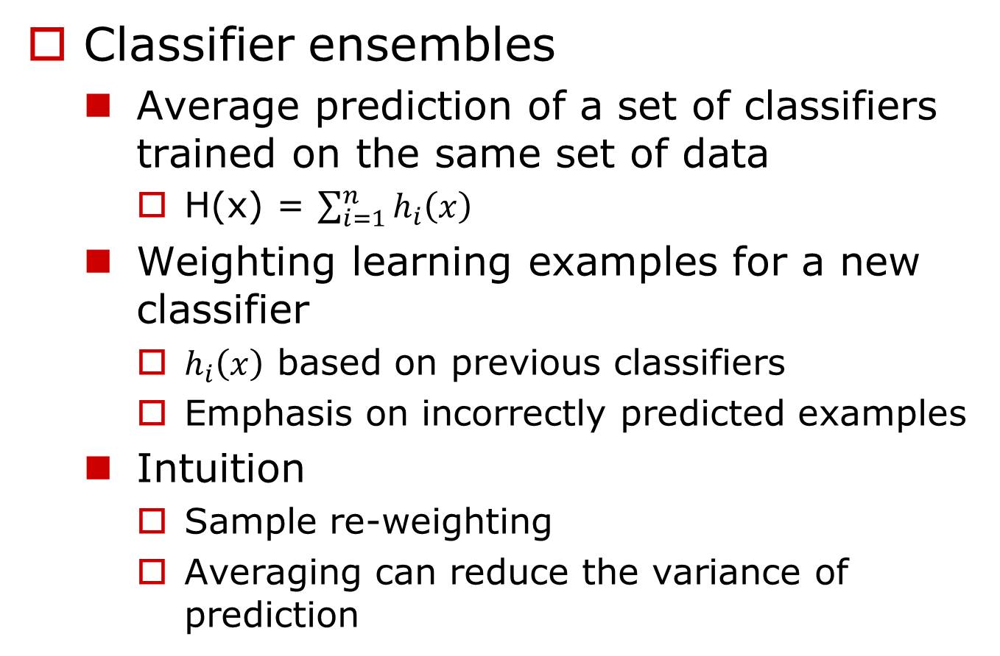 Classifier ensembles
Average prediction of a set of classifiers
trained on the same set of data
H(x) = $\sum_{i=1}^{n} h_i(x)$
Weighting learning examples for a new
classifier
$h_i(x)$ based on previous classifiers
Emphasis on incorrectly predicted examples
Intuition
Sample re-weighting
Averaging can reduce the variance of
prediction